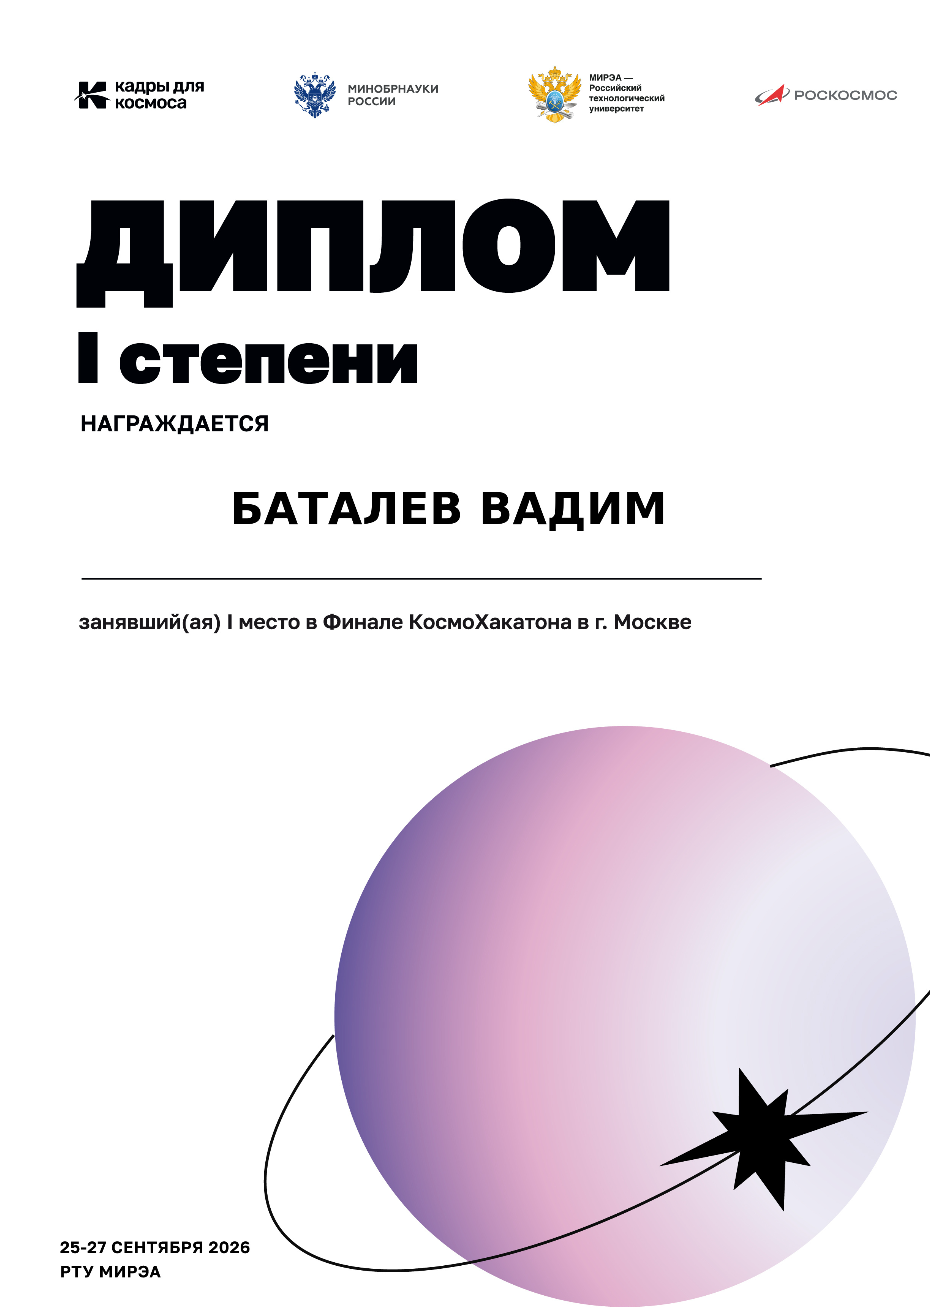 кадры для
космоса
МИНОБРНАУКИ
РОССИИ
МИРЭА —
Российский
технологический
университет
РОСКОСМОС
ДИПЛОМ
I степени
НАГРАЖДАЕТСЯ
БАТАЛЕВ ВАДИМ
занявший(ая) I место в Финале КосмоХакатона в г. Москве
25-27 СЕНТЯБРЯ 2026
РТУ МИРЭА